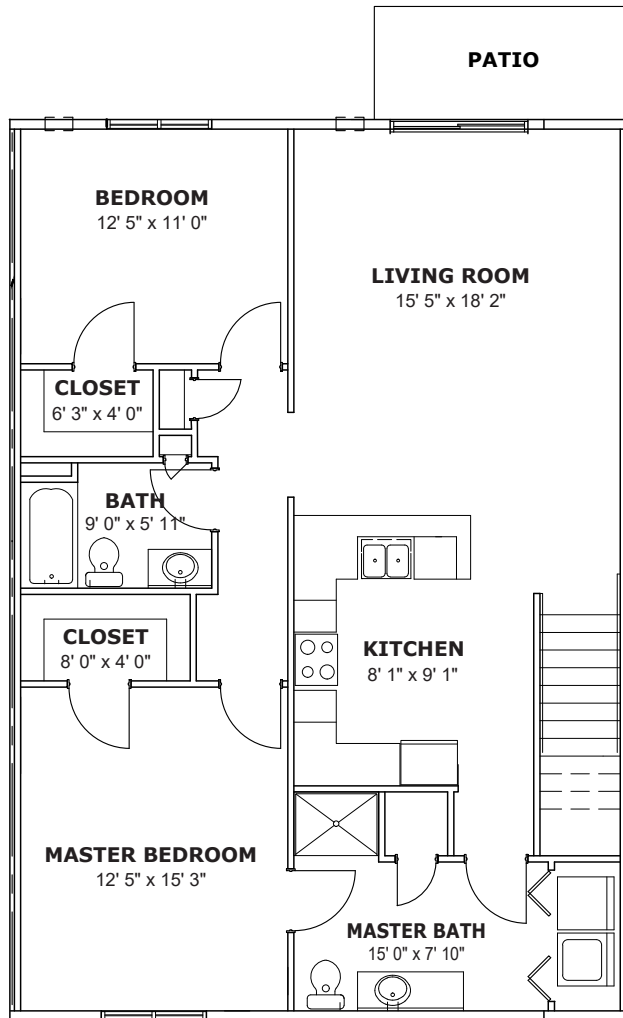 PATIO
BEDROOM
12' 5" x 11' 0"
LIVING ROOM
15' 5" x 18' 2"
CLOSET
6' 3" x 4' 0"
BATH
9' 0" x 5' 11"
CLOSET
8' 0" x 4' 0"
KITCHEN
8' 1" x 9' 1"
MASTER BEDROOM
12' 5" x 15' 3"
MASTER BATH
15' 0" x 7' 10"